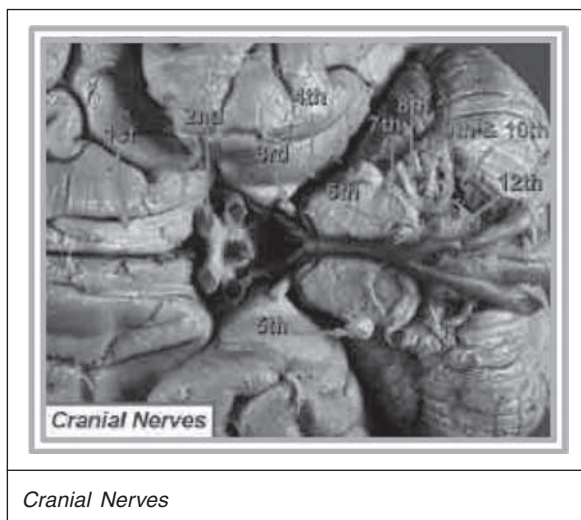 1st
2nd
3rd
4th
7th
8th
9th & 10th
12th
6th
5th
Cranial Nerves
Cranial Nerves